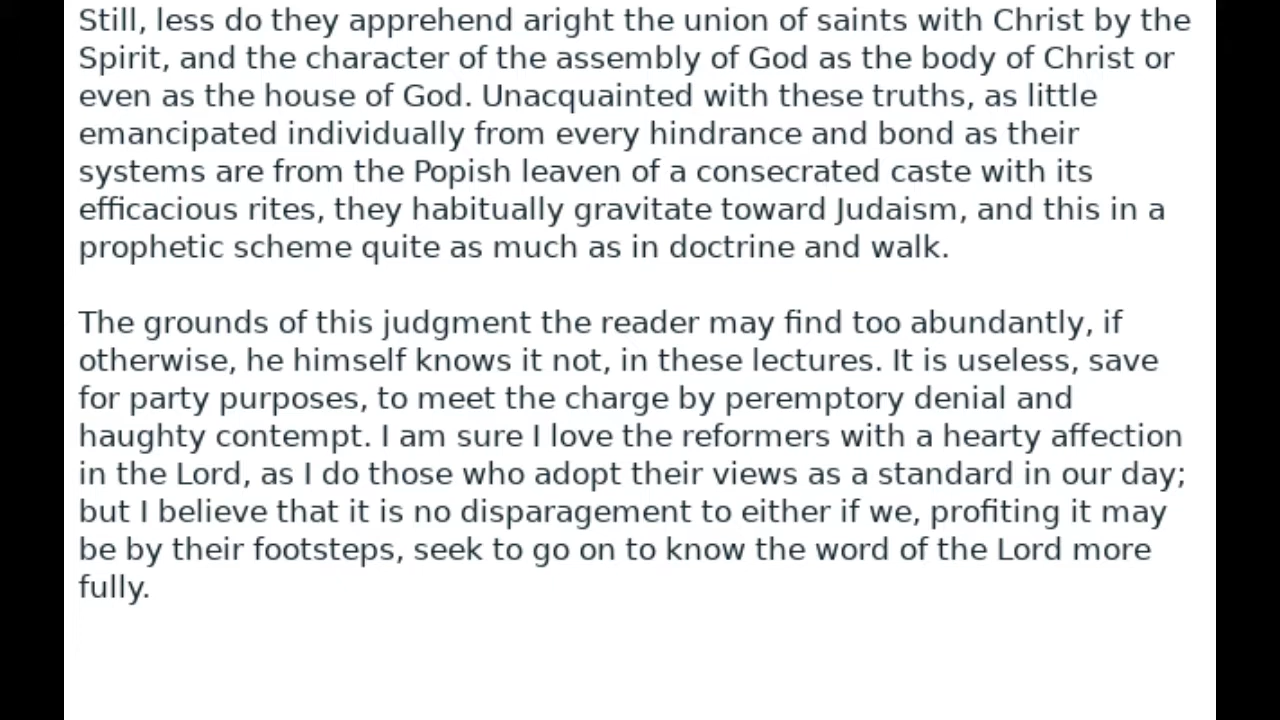 Still, less do they apprehend aright the union of saints with Christ by the
Spirit, and the character of the assembly of God as the body of Christ or
even as the house of God. Unacquainted with these truths, as little
emancipated individually from every hindrance and bond as their
systems are from the Popish leaven of a consecrated caste with its
efficacious rites, they habitually gravitate toward Judaism, and this in a
prophetic scheme quite as much as in doctrine and walk.
The grounds of this judgment the reader may find too abundantly, if
otherwise, he himself knows it not, in these lectures. It is useless, save
for party purposes, to meet the charge by peremptory denial and
haughty contempt. I am sure I love the reformers with a hearty affection
in the Lord, as I do those who adopt their views as a standard in our day;
but I believe that it is no disparagement to either if we, profiting it may
be by their footsteps, seek to go on to know the word of the Lord more
fully.